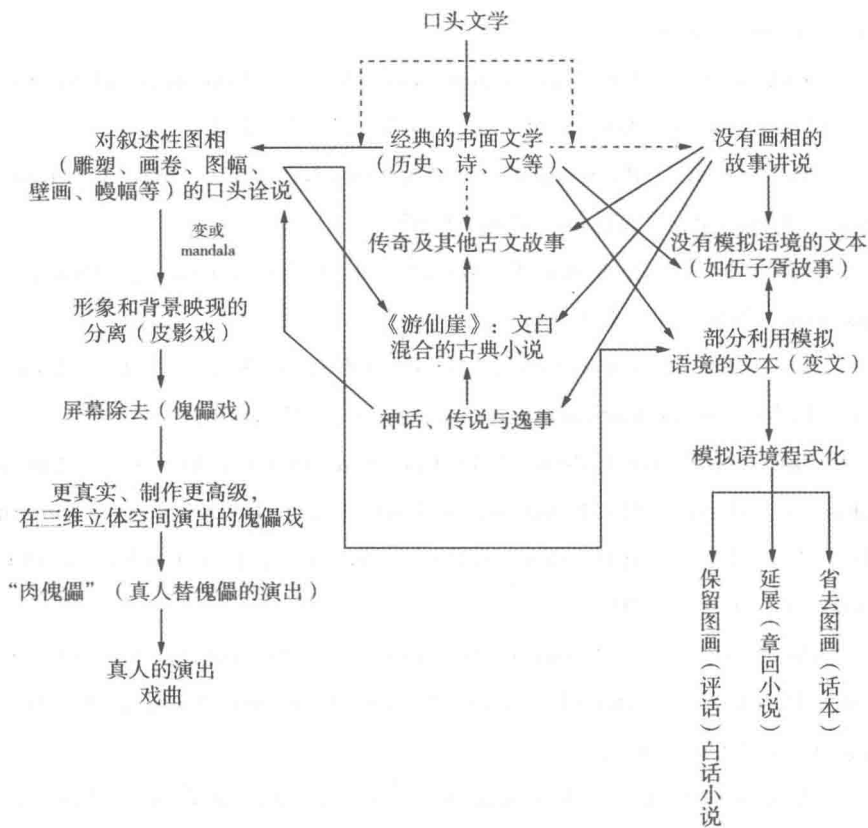 口头文学
对叙述性图相
（雕塑、画卷、图幅、
壁画、幔幅等）的口头诠说
经典的书面文学
（历史、诗、文等）
没有画相的
故事讲说
变或
mandala
传奇及其他古文故事
没有模拟语境的文本
（如伍子胥故事）
形象和背景映现的
分离（皮影戏）
《游仙崖》：文白
混合的古典小说
部分利用模拟
语境的文本（变文）
屏幕除去（傀儡戏）
神话、传说与逸事
模拟语境程式化
更真实、制作更高级，
在三维立体空间演出的傀儡戏
“肉傀儡”（真人替傀儡的演出）
真人的演出
戏曲
保留图画（评话）白话小说
延展（章回小说）
省去图画（话本）